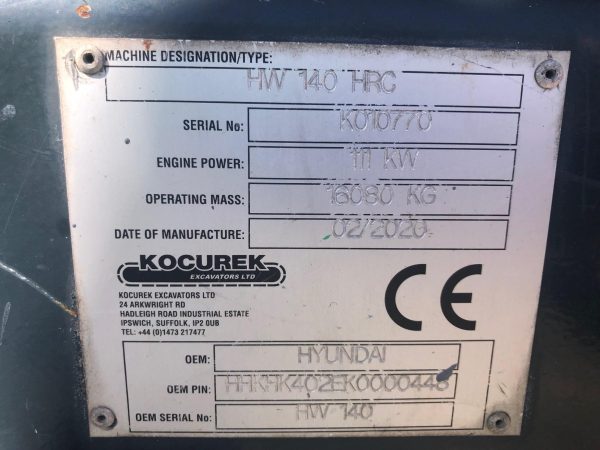 MACHINE DESIGNATION/TYPE:
HW 140 HRC
SERIAL No: K010770
ENGINE POWER: 111 KW
OPERATING MASS: 16080 KG
DATE OF MANUFACTURE: 02/2020
KOCUREK
EXCAVATORS LTD
KOCUREK EXCAVATORS LTD
24 ARKWRIGHT RD
HADLEIGH ROAD INDUSTRIAL ESTATE
IPSWICH, SUFFOLK, IP2 0UB
TEL: +44 (0)1473 217477
CE
OEM: HYUNDAI
OEM PIN: HHKHK402EK0000448
OEM SERIAL No: HW 140